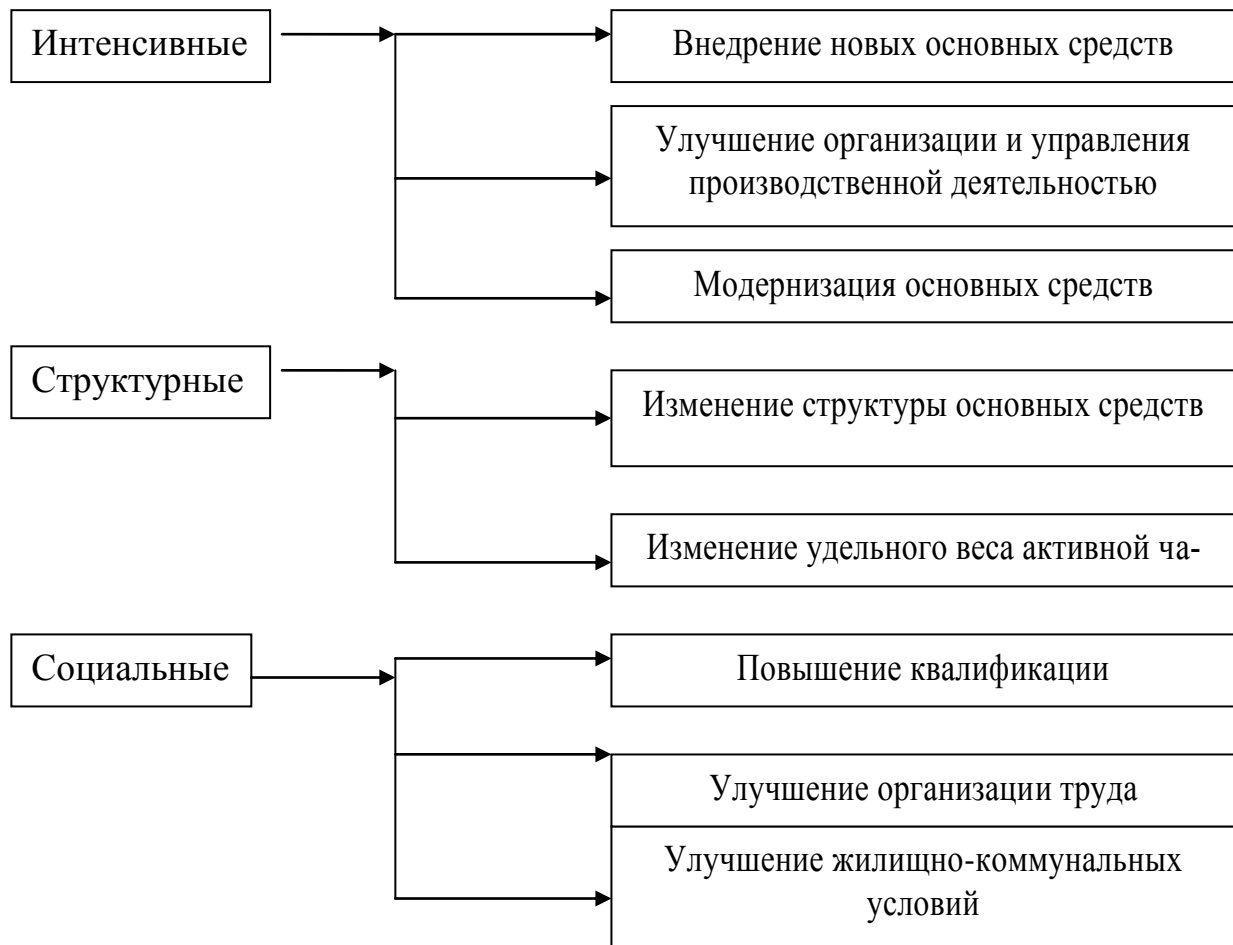 Интенсивные
Внедрение новых основных средств
Улучшение организации и управления
производственной деятельностью
Модернизация основных средств
Структурные
Изменение структуры основных средств
Изменение удельного веса активной ча-
Социальные
Повышение квалификации
Улучшение организации труда
Улучшение жилищно-коммунальных
условий